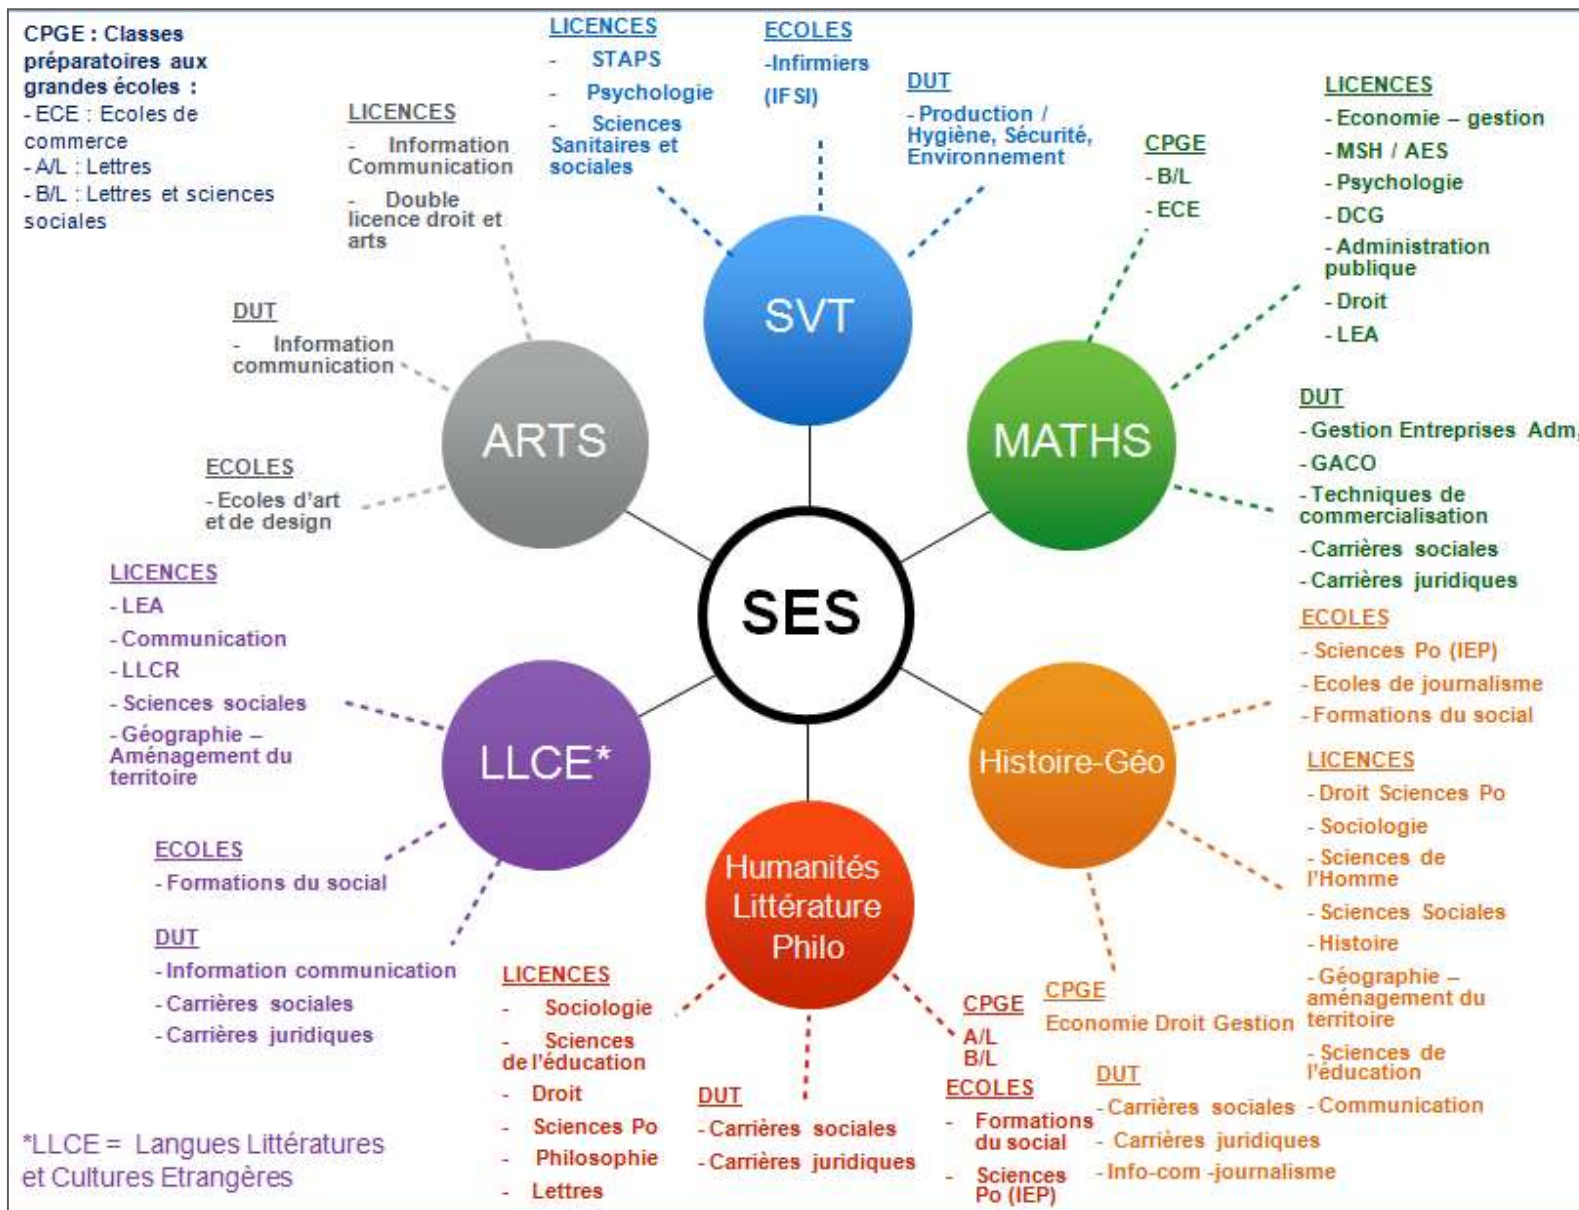 CPGE : Classes
préparatoires aux
grandes écoles :
- ECE : Ecoles de
commerce
- A/L : Lettres
- B/L : Lettres et sciences
sociales
LICENCES
- Information
Communication
- Double
licence droit et
arts
DUT
- Information
communication
ECOLES
- Ecoles d'art
et de design
ARTS
LICENCES
- STAPS
- Psychologie
- Sciences
Sanitaires et
sociales
ECOLES
-Infirmiers
(IFSI)
DUT
- Production /
Hygiène, Sécurité,
Environnement
SVT
CPGE
- B/L
- ECE
LICENCES
- Economie – gestion
- MSH / AES
- Psychologie
- DCG
- Administration
publique
- Droit
- LEA
DUT
- Gestion Entreprises Adm,
- GACO
- Techniques de
commercialisation
- Carrières sociales
- Carrières juridiques
MATHS
SES
LICENCES
- LEA
- Communication
- LLCR
- Sciences sociales
- Géographie –
Aménagement du
territoire
ECOLES
- Formations du social
DUT
- Information communication
- Carrières sociales
- Carrières juridiques
LLCE*
Humanités
Littérature
Philo
LICENCES
- Sociologie
- Sciences
de l'éducation
- Droit
- Sciences Po
- Philosophie
- Lettres
DUT
- Carrières sociales
- Carrières juridiques
CPGE
A/L
B/L
ECOLES
- Formations
du social
- Sciences
Po (IEP)
Histoire-Géo
ECOLES
- Sciences Po (IEP)
- Ecoles de journalisme
- Formations du social
LICENCES
- Droit Sciences Po
- Sociologie
- Sciences de
l'Homme
- Sciences Sociales
- Histoire
- Géographie –
aménagement du
territoire
- Sciences de
l'éducation
- Communication
CPGE
Economie Droit Gestion
DUT
- Carrières sociales
- Carrières juridiques
- Info-com -journalisme
*LLCE = Langues Littératures
et Cultures Etrangères